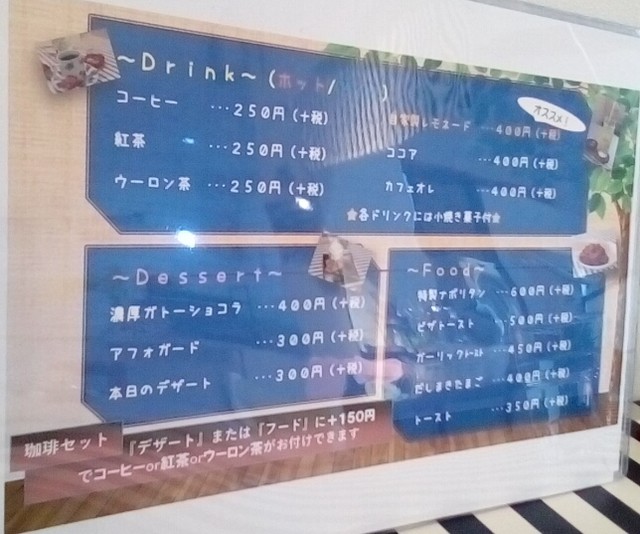 ~Drink~(ホット/ )
コーヒー …250円(+税)
紅茶 …250円(+税)
ウーロン茶 …250円(+税)
オススメ!
自家製レモネード …400円(+税)
ココア …400円(+税)
カフェオレ …400円(+税)
★各ドリンクには小焼き菓子付★
~Dessert~
濃厚ガトーショコラ …400円(+税)
アフォガード …300円(+税)
本日のデザート …300円(+税)
~Food~
特製ナポリタン …600円(+税)
ピザトースト …500円(+税)
ガーリックトースト …450円(+税)
だしまきたまご …400円(+税)
トースト …350円(+税)
珈琲セット 『デザート』または『フード』に+150円
でコーヒーor紅茶orウーロン茶がお付けできます